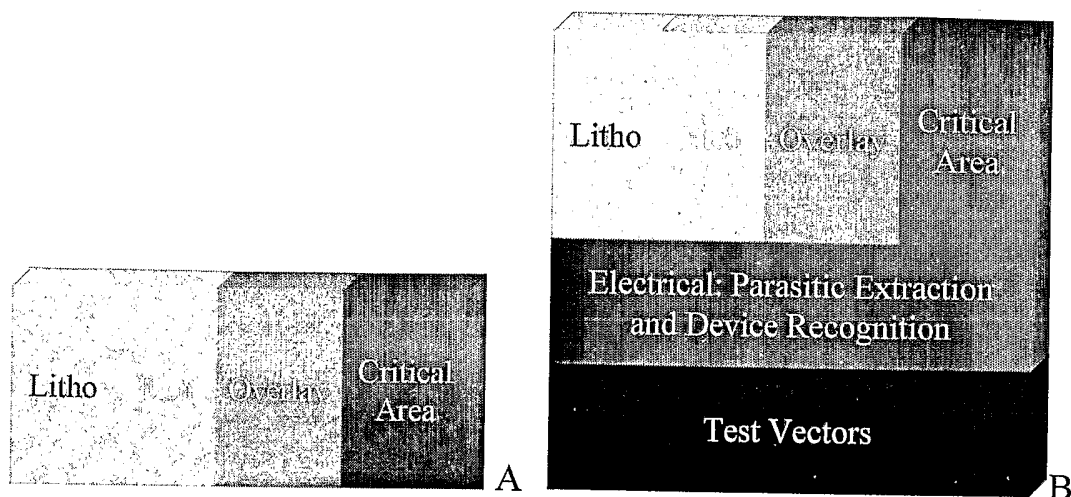 Litho
Overlay
Critical
Area
A
Litho
Overlay
Critical
Area
Electrical: Parasitic Extraction
and Device Recognition
Test Vectors
B